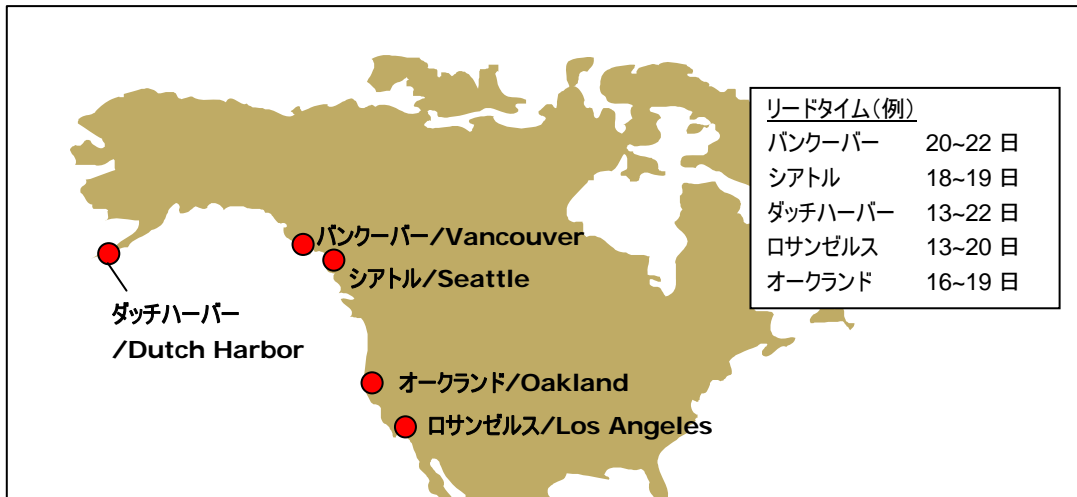 リードタイム(例)
バンクーバー 20~22 日
シアトル 18~19 日
ダッチハーバー 13~22 日
ロサンゼルス 13~20 日
オークランド 16~19 日
バンクーバー/Vancouver
シアトル/Seattle
ダッチハーバー
/Dutch Harbor
オークランド/Oakland
ロサンゼルス/Los Angeles